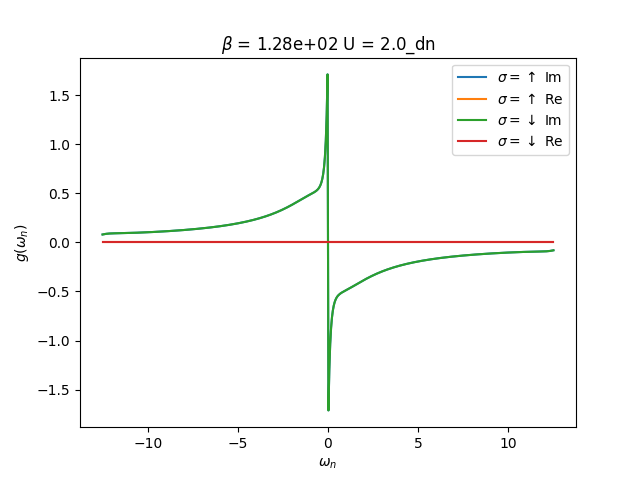 β = 1.28e+02 U = 2.0_dn
σ = ↑ Im
σ = ↑ Re
σ = ↓ Im
σ = ↓ Re
1.5
1.0
0.5
0.0
−0.5
−1.0
−1.5
g(ωₙ)
−10 −5 0 5 10
ωₙ